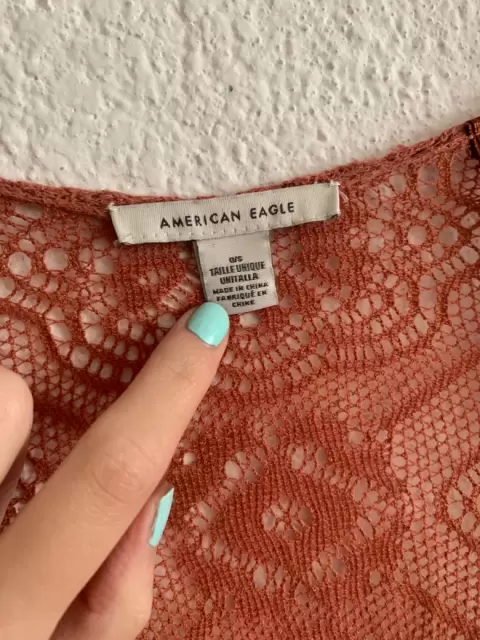 AMERICAN EAGLE
O/S
TAILLE UNIQUE
UNITALLA
MADE IN CHINA
FABRIQUÉ EN
CHINE